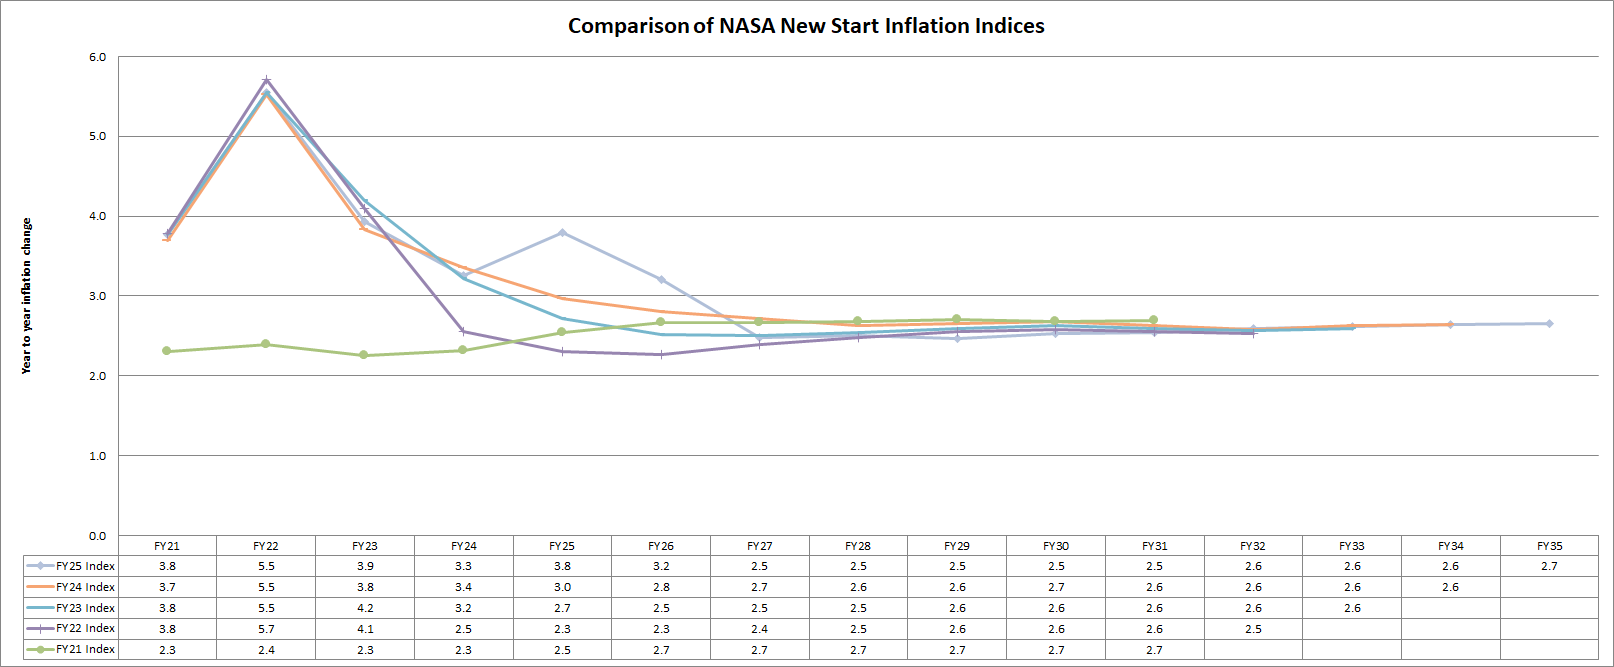 Comparison of NASA New Start Inflation Indices
Year to year inflation change
6.0
5.0
4.0
3.0
2.0
1.0
0.0
FY21 FY22 FY23 FY24 FY25 FY26 FY27 FY28 FY29 FY30 FY31 FY32 FY33 FY34 FY35
FY25 Index 3.8 5.5 3.9 3.3 3.8 3.2 2.5 2.5 2.5 2.5 2.5 2.6 2.6 2.6 2.7
FY24 Index 3.7 5.5 3.8 3.4 3.0 2.8 2.7 2.6 2.6 2.7 2.6 2.6 2.6 2.6
FY23 Index 3.8 5.5 4.2 3.2 2.7 2.5 2.5 2.5 2.6 2.6 2.6 2.6 2.6
FY22 Index 3.8 5.7 4.1 2.5 2.3 2.3 2.4 2.5 2.6 2.6 2.6 2.5
FY21 Index 2.3 2.4 2.3 2.3 2.5 2.7 2.7 2.7 2.7 2.7 2.7